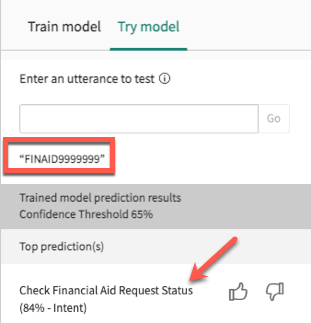 Train model Try model
Enter an utterance to test
Go
“FINAID9999999”
Trained model prediction results
Confidence Threshold 65%
Top prediction(s)
Check Financial Aid Request Status
(84% - Intent)